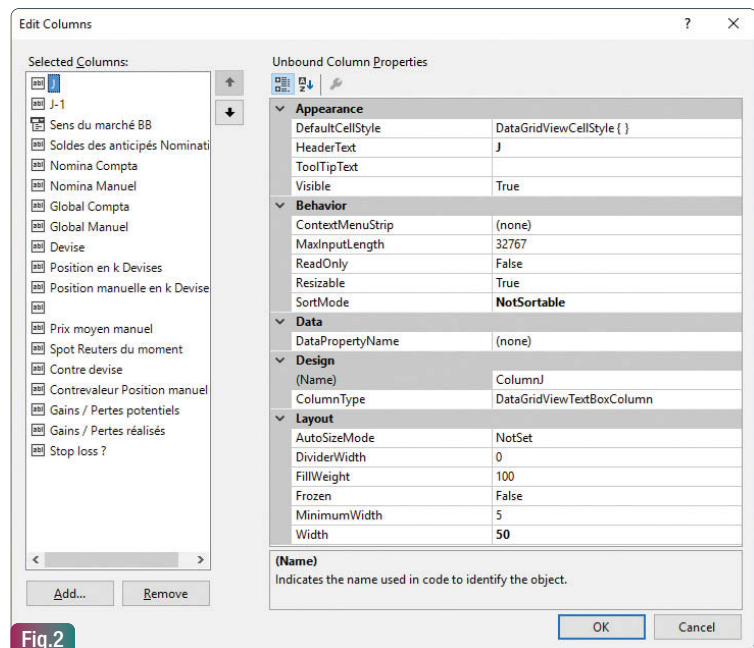 Edit Columns
? X
Selected Columns:
J
J-1
Sens du marché BB
Soldes des anticipés Nominati
Nomina Compta
Nomina Manuel
Global Compta
Global Manuel
Devise
Position en k Devises
Position manuelle en k Devise
Prix moyen manuel
Spot Reuters du moment
Contre devise
Contrevaleur Position manuel
Gains / Pertes potentiels
Gains / Pertes réalisés
Stop loss ?
Add...
Remove
Unbound Column Properties
Appearance
DefaultCellStyle DataGridViewCellStyle { }
HeaderText J
ToolTipText
Visible True
Behavior
ContextMenuStrip (none)
MaxInputLength 32767
ReadOnly False
Resizable True
SortMode NotSortable
Data
DataPropertyName (none)
Design
(Name) ColumnJ
ColumnType DataGridViewTextBoxColumn
Layout
AutoSizeMode NotSet
DividerWidth 0
FillWeight 100
Frozen False
MinimumWidth 5
Width 50
(Name)
Indicates the name used in code to identify the object.
OK
Cancel
Fig.2